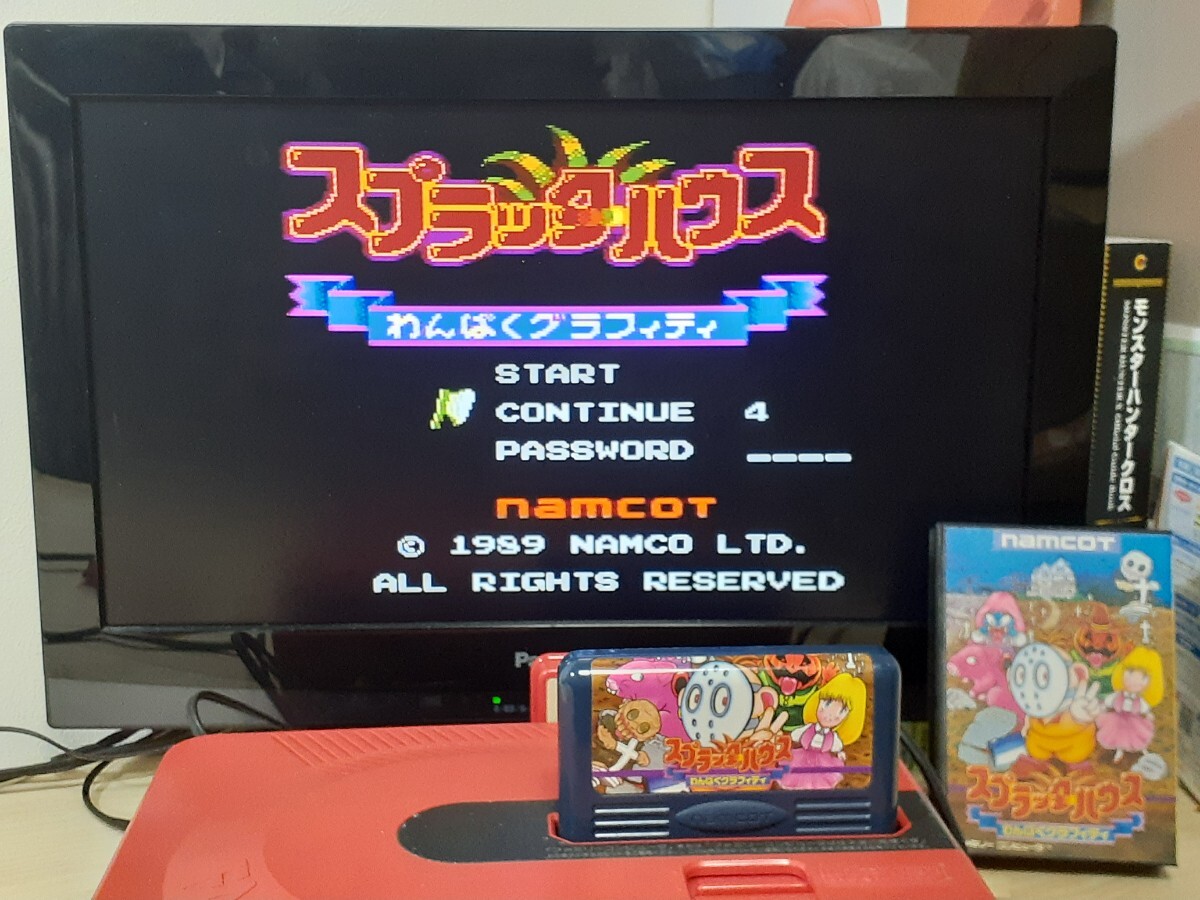 スプラッターハウス
わんぱくグラフィティ
START
CONTINUE 4
PASSWORD ____
namcoT
© 1989 NAMCO LTD.
ALL RIGHTS RESERVED
モンスターハンタークロス
スプラッターハウス
わんぱくグラフィティ
namcoT
スプラッターハウス
わんぱくグラフィティ